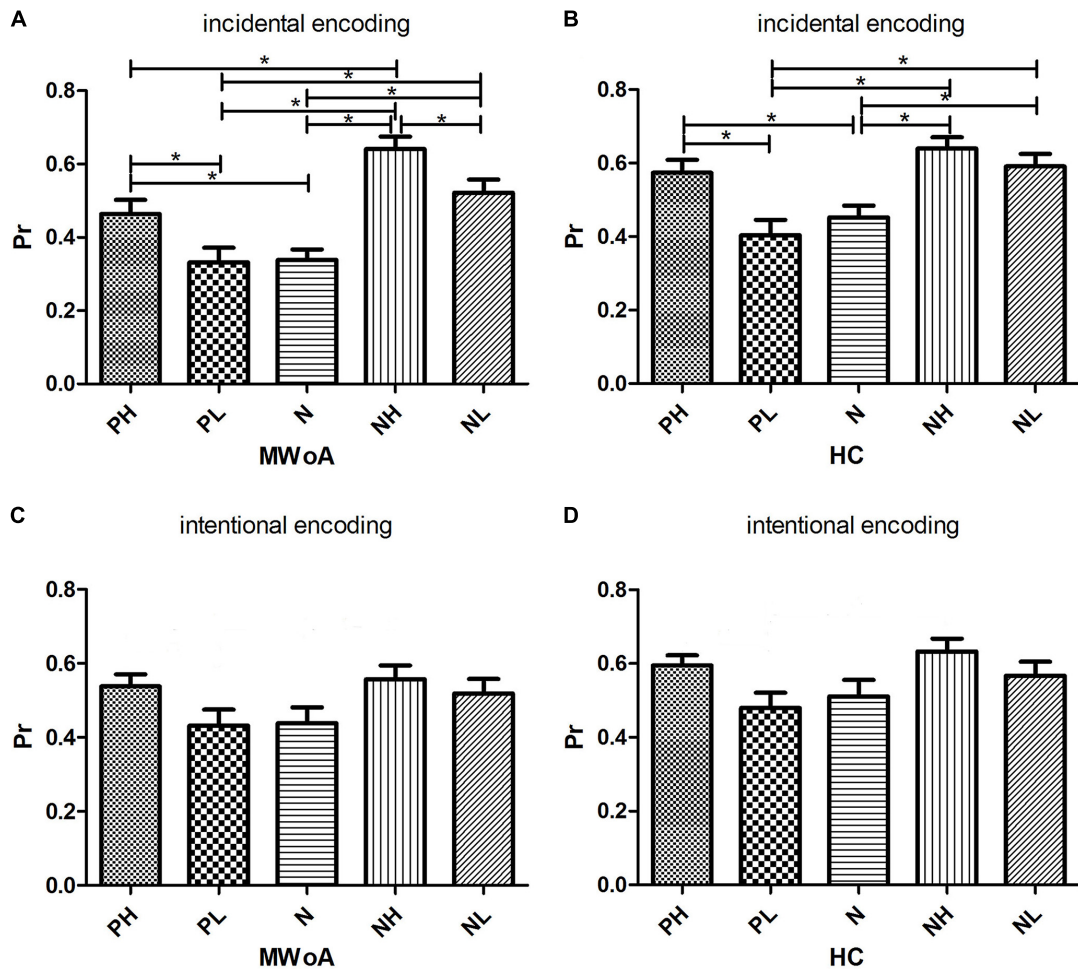 A
incidental encoding
* * * * * * * *
Pr
0.8
0.6
0.4
0.2
0.0
PH PL N NH NL
MWoA
B
incidental encoding
* * * * * *
Pr
0.8
0.6
0.4
0.2
0.0
PH PL N NH NL
HC
C
intentional encoding
Pr
0.8
0.6
0.4
0.2
0.0
PH PL N NH NL
MWoA
D
intentional encoding
Pr
0.8
0.6
0.4
0.2
0.0
PH PL N NH NL
HC